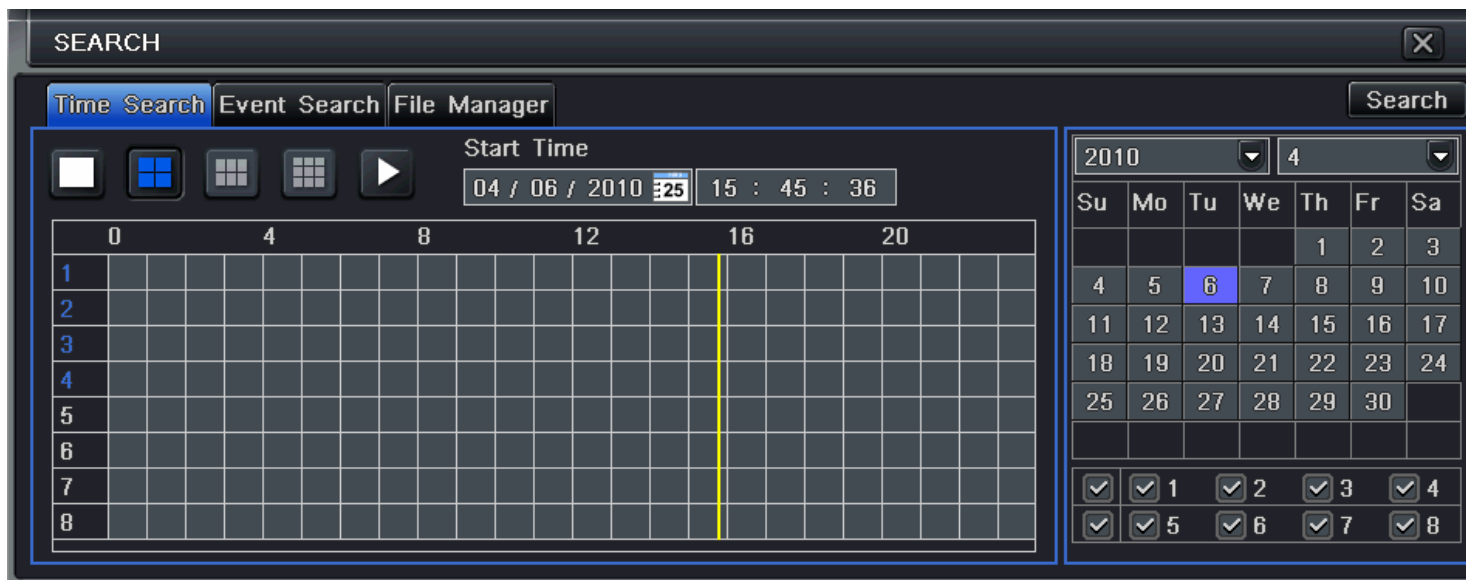 SEARCH
Time Search Event Search File Manager Search
Start Time
04 / 06 / 2010 25 15 : 45 : 36
2010 4
Su Mo Tu We Th Fr Sa
0 4 8 12 16 20
1
2
3
4
5
6
7
8
1 2 3
4 5 6 7 8 9 10
11 12 13 14 15 16 17
18 19 20 21 22 23 24
25 26 27 28 29 30
1 2 3 4
5 6 7 8